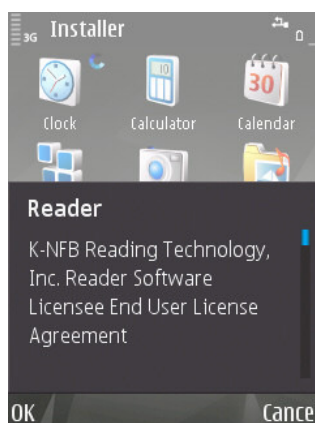 3G Installer
30
Clock Calculator Calendar
Reader
K-NFB Reading Technology,
Inc. Reader Software
Licensee End User License
Agreement
OK Cance